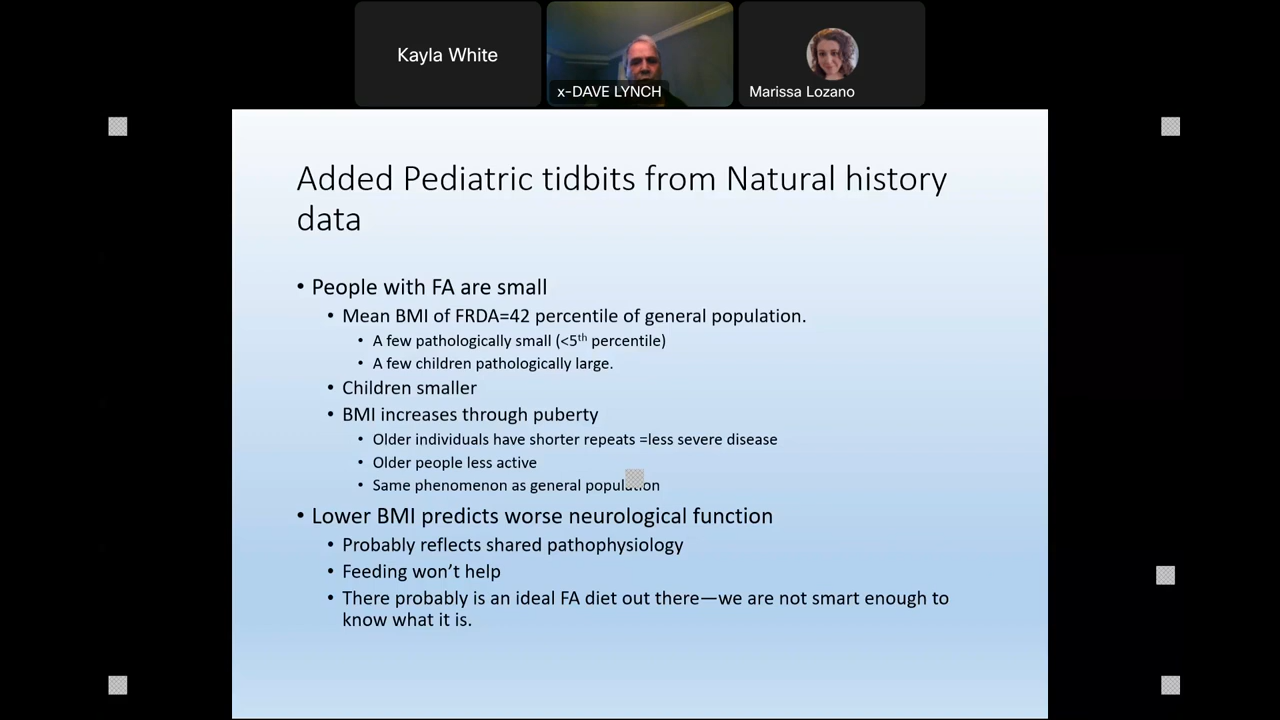 Kayla White
x-DAVE LYNCH
Marissa Lozano
Added Pediatric tidbits from Natural history
data
• People with FA are small
• Mean BMI of FRDA=42 percentile of general population.
• A few pathologically small (<5th percentile)
• A few children pathologically large.
• Children smaller
• BMI increases through puberty
• Older individuals have shorter repeats =less severe disease
• Older people less active
• Same phenomenon as general population
• Lower BMI predicts worse neurological function
• Probably reflects shared pathophysiology
• Feeding won’t help
• There probably is an ideal FA diet out there—we are not smart enough to
know what it is.